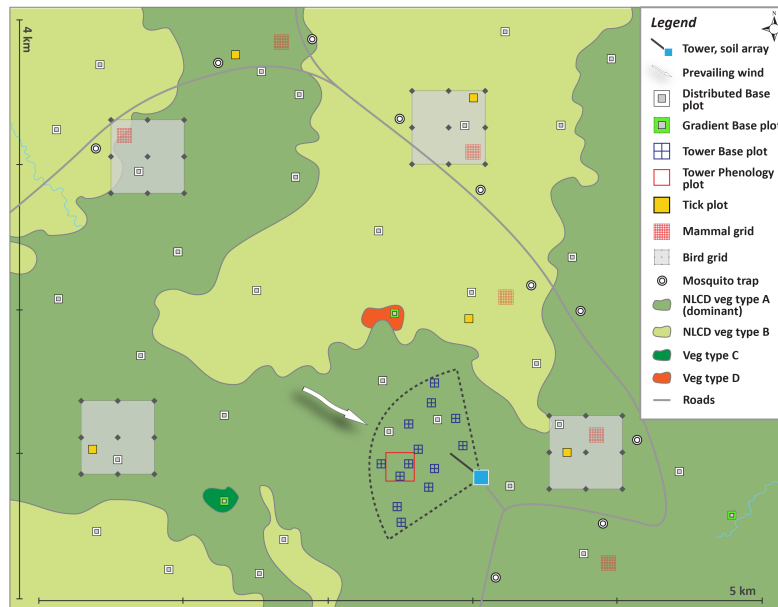 4 km
Legend
N
Tower, soil array
Prevailing wind
Distributed Base
plot
Gradient Base plot
Tower Base plot
Tower Phenology
plot
Tick plot
Mammal grid
Bird grid
Mosquito trap
NLCD veg type A
(dominant)
NLCD veg type B
Veg type C
Veg type D
Roads
5 km